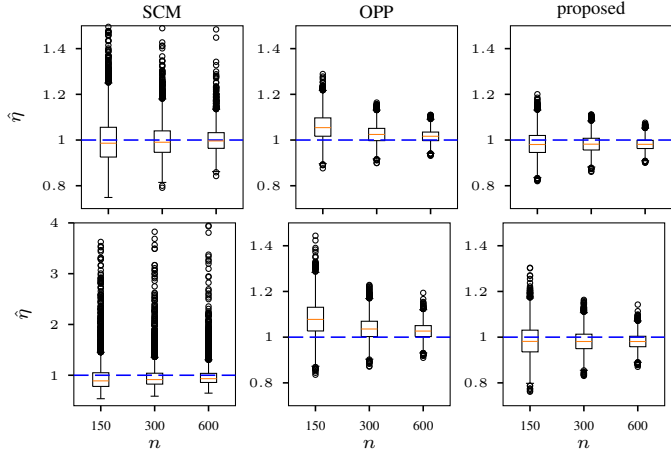 SCM OPP proposed
1.4 1.4 1.4
1.2 1.2 1.2
η̂
1 1 1
0.8 0.8 0.8
4
1.4 1.4
3
1.2 1.2
η̂
2
1 1
1
0.8 0.8
150 300 600 150 300 600 150 300 600
n n n